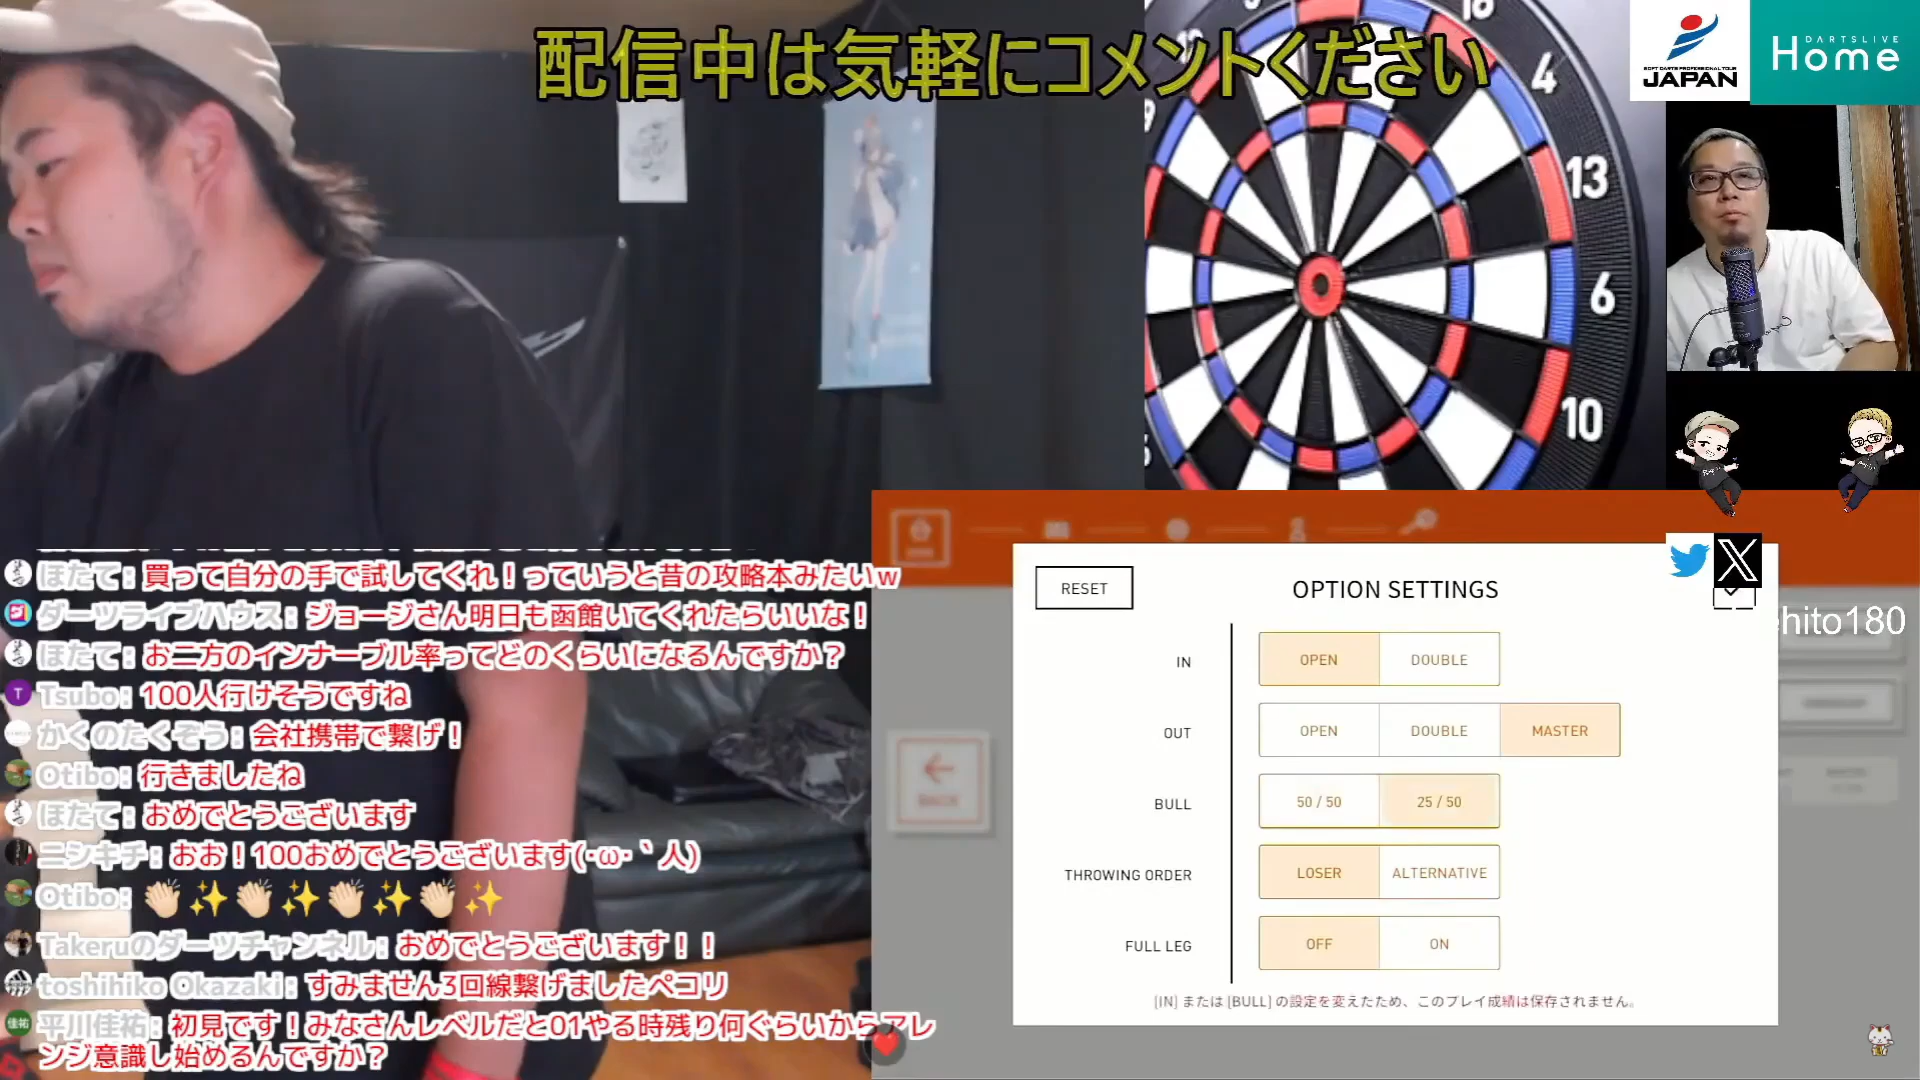 配信中は気軽にコメントください
SOFT DARTS PROFESSIONAL TOUR
JAPAN
DARTSLIVE
Home
18
4
13
6
10
hito180
ほたて: 買って自分の手で試してくれ！っていうと昔の攻略本みたいw
ダーツライブハウス: ジョージさん明日も函館いてくれたらいいな！
ほたて: お二方のインナーブル率ってどのくらいになるんですか？
T Tsubo: 100人行けそうですね
かくのたくぞう: 会社携帯で繋げ！
Otibo: 行きましたね
ほたて: おめでとうございます
ニシキチ: おお！100おめでとうございます(･ω･｀人)
Otibo: 👏🏻✨👏🏻✨👏🏻✨👏🏻✨
Takeruのダーツチャンネル: おめでとうございます！！
toshihiko Okazaki: すみません3回線繋げましたペコリ
佳祐 平川佳祐: 初見です！みなさんレベルだと01やる時残り何ぐらいからアレ
ンジ意識し始めるんですか？
RESET
OPTION SETTINGS
IN OPEN DOUBLE
OUT OPEN DOUBLE MASTER
BULL 50 / 50 25 / 50
THROWING ORDER LOSER ALTERNATIVE
FULL LEG OFF ON
[IN] または [BULL] の設定を変えたため、このプレイ成績は保存されません。
BACK